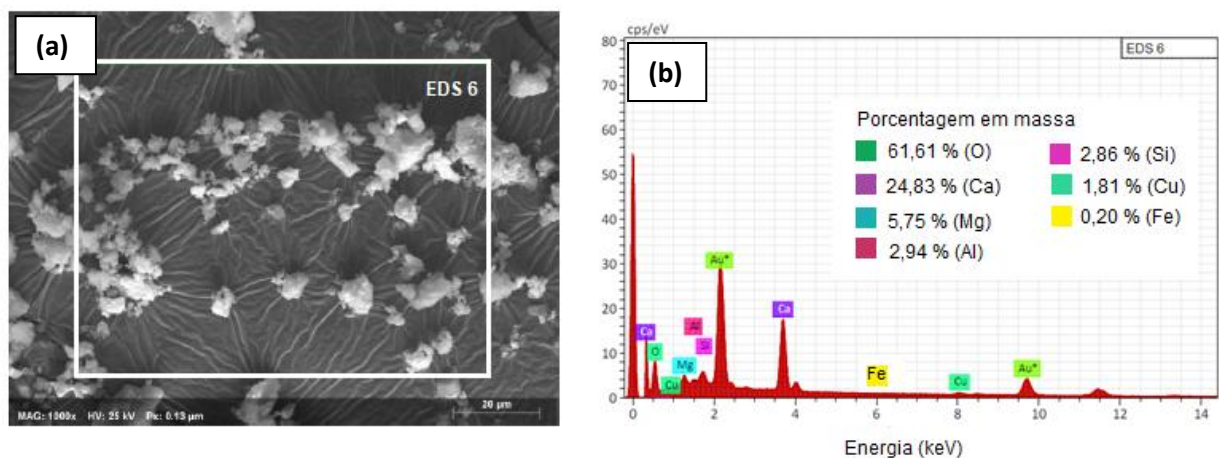 (a)
EDS 6
MAG: 1000x HV: 25 kV Px: 0.13 µm
20 µm
(b)
cps/eV
EDS 6
80
70
60
50
40
30
20
10
0
Porcentagem em massa
61,61 % (O)
2,86 % (Si)
24,83 % (Ca)
1,81 % (Cu)
5,75 % (Mg)
0,20 % (Fe)
2,94 % (Al)
Au*
Ca
Ca
Al
Si
O
Mg
Cu
Fe
Cu
Au*
0 2 4 6 8 10 12 14
Energia (keV)